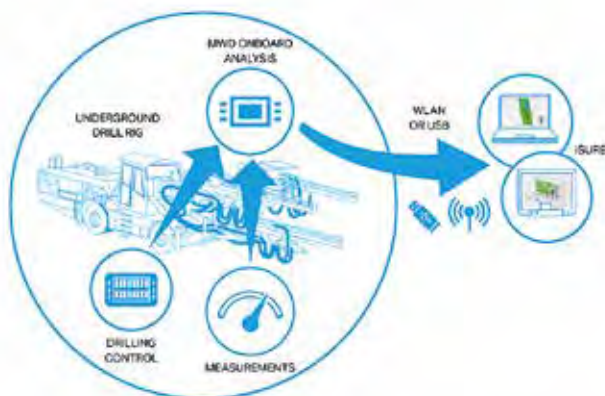 MWD ONBOARD
ANALYSIS
UNDERGROUND
DRILL RIG
WLAN
OR USB
iSURE
DRILLING
CONTROL
MEASUREMENTS